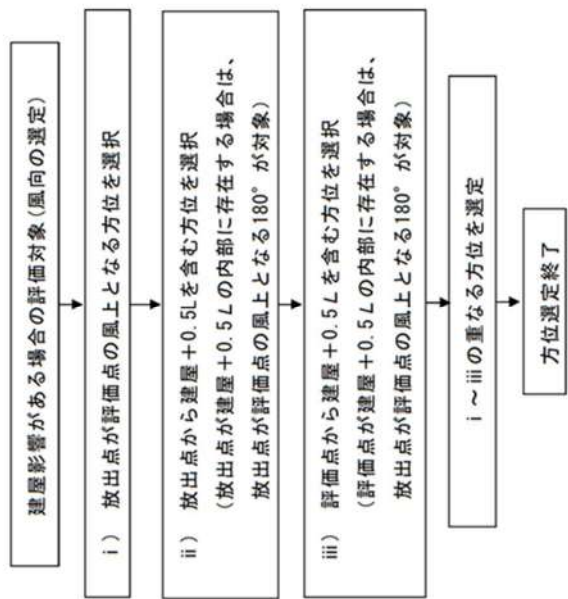 建屋影響がある場合の評価対象(風向の選定)
ⅰ) 放出点が評価点の風上となる方位を選択
ⅱ) 放出点から建屋+0.5Lを含む方位を選択
(放出点が建屋+0.5Lの内部に存在する場合は、
放出点が評価点の風上となる180°が対象)
ⅲ) 評価点から建屋+0.5Lを含む方位を選択
(評価点が建屋+0.5Lの内部に存在する場合は、
放出点が評価点の風上となる180°が対象)
ⅰ~ⅲの重なる方位を選定
方位選定終了